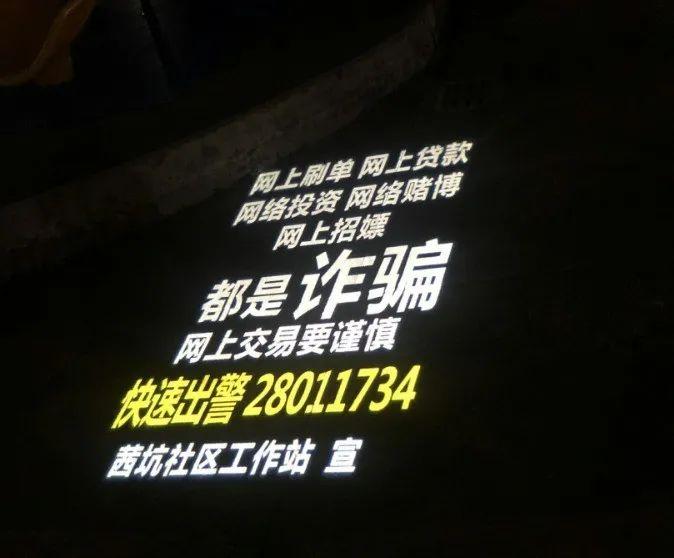 网上刷单 网上贷款
网络投资 网络赌博
网上招嫖
都是诈骗
网上交易要谨慎
快速出警 28011734
茜坑社区工作站 宣